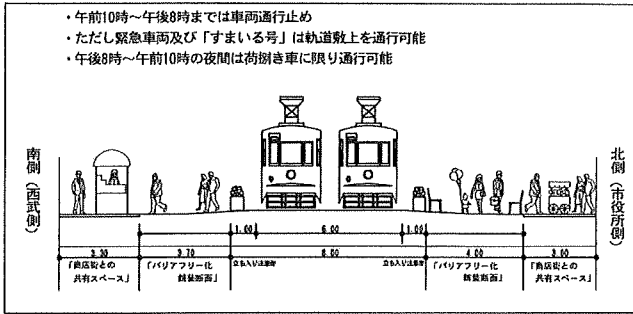 ・午前10時〜午後8時までは車両通行止め
・ただし緊急車両及び「すまいる号」は軌道敷上を通行可能
・午後8時〜午前10時の夜間は荷捌き車に限り通行可能
南側（西武側）
北側（市役所側）
1.00 6.00 1.00
3.30 3.70 8.00 4.00 3.00
「商店街との
共有スペース」
「バリアフリー化
舗装断面」
「バリアフリー化
舗装断面」
「商店街との
共有スペース」